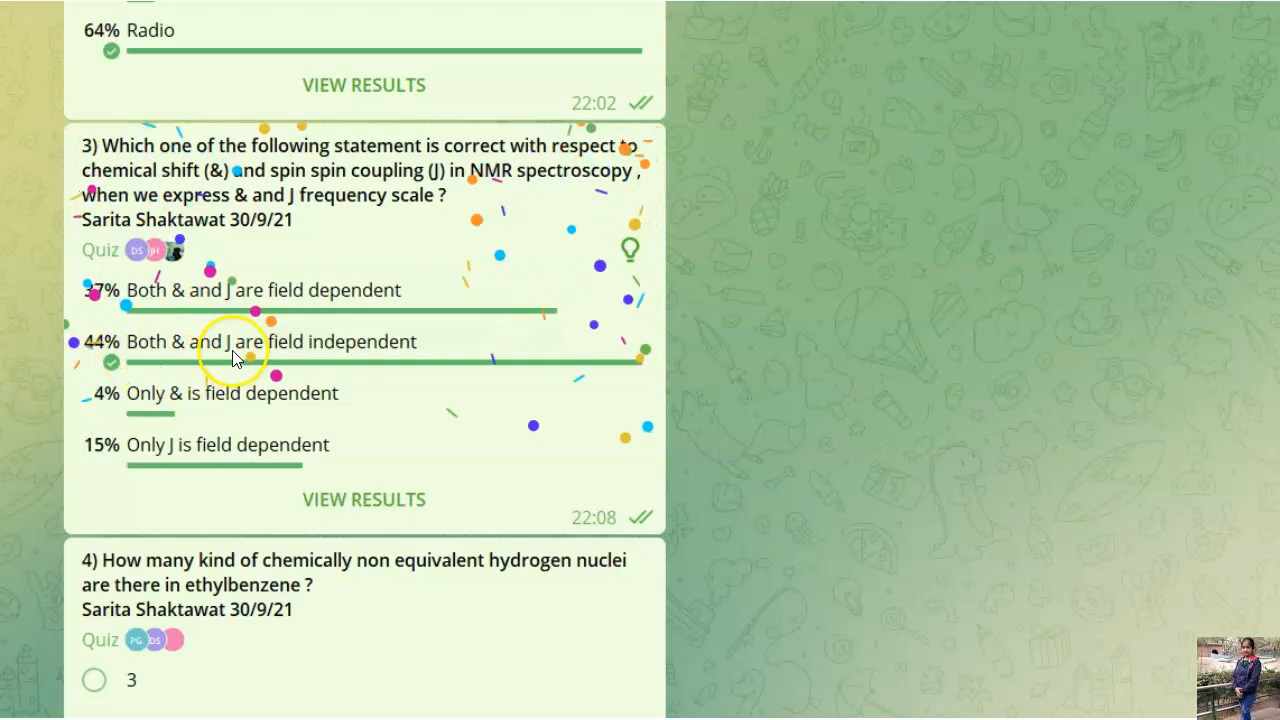 64% Radio
VIEW RESULTS
22:02
3) Which one of the following statement is correct with respect to
chemical shift (&) and spin spin coupling (J) in NMR spectroscopy ,
when we express & and J frequency scale ?
Sarita Shaktawat 30/9/21
Quiz DS JH
37% Both & and J are field dependent
44% Both & and J are field independent
4% Only & is field dependent
15% Only J is field dependent
VIEW RESULTS
22:08
4) How many kind of chemically non equivalent hydrogen nuclei
are there in ethylbenzene ?
Sarita Shaktawat 30/9/21
Quiz PG DS
3